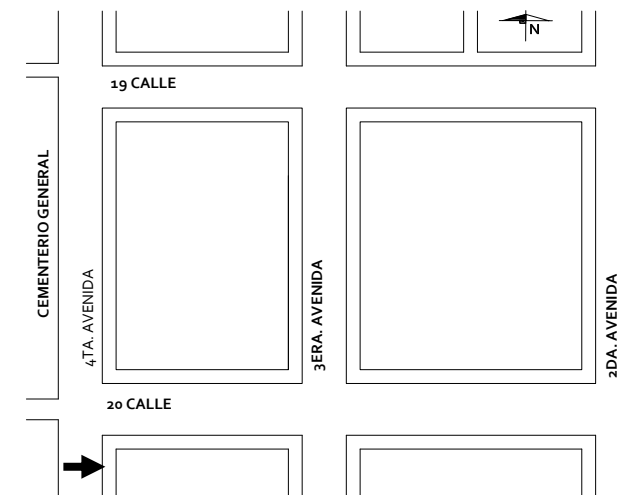 N
19 CALLE
CEMENTERIO GENERAL
4TA. AVENIDA
3ERA. AVENIDA
2DA. AVENIDA
20 CALLE